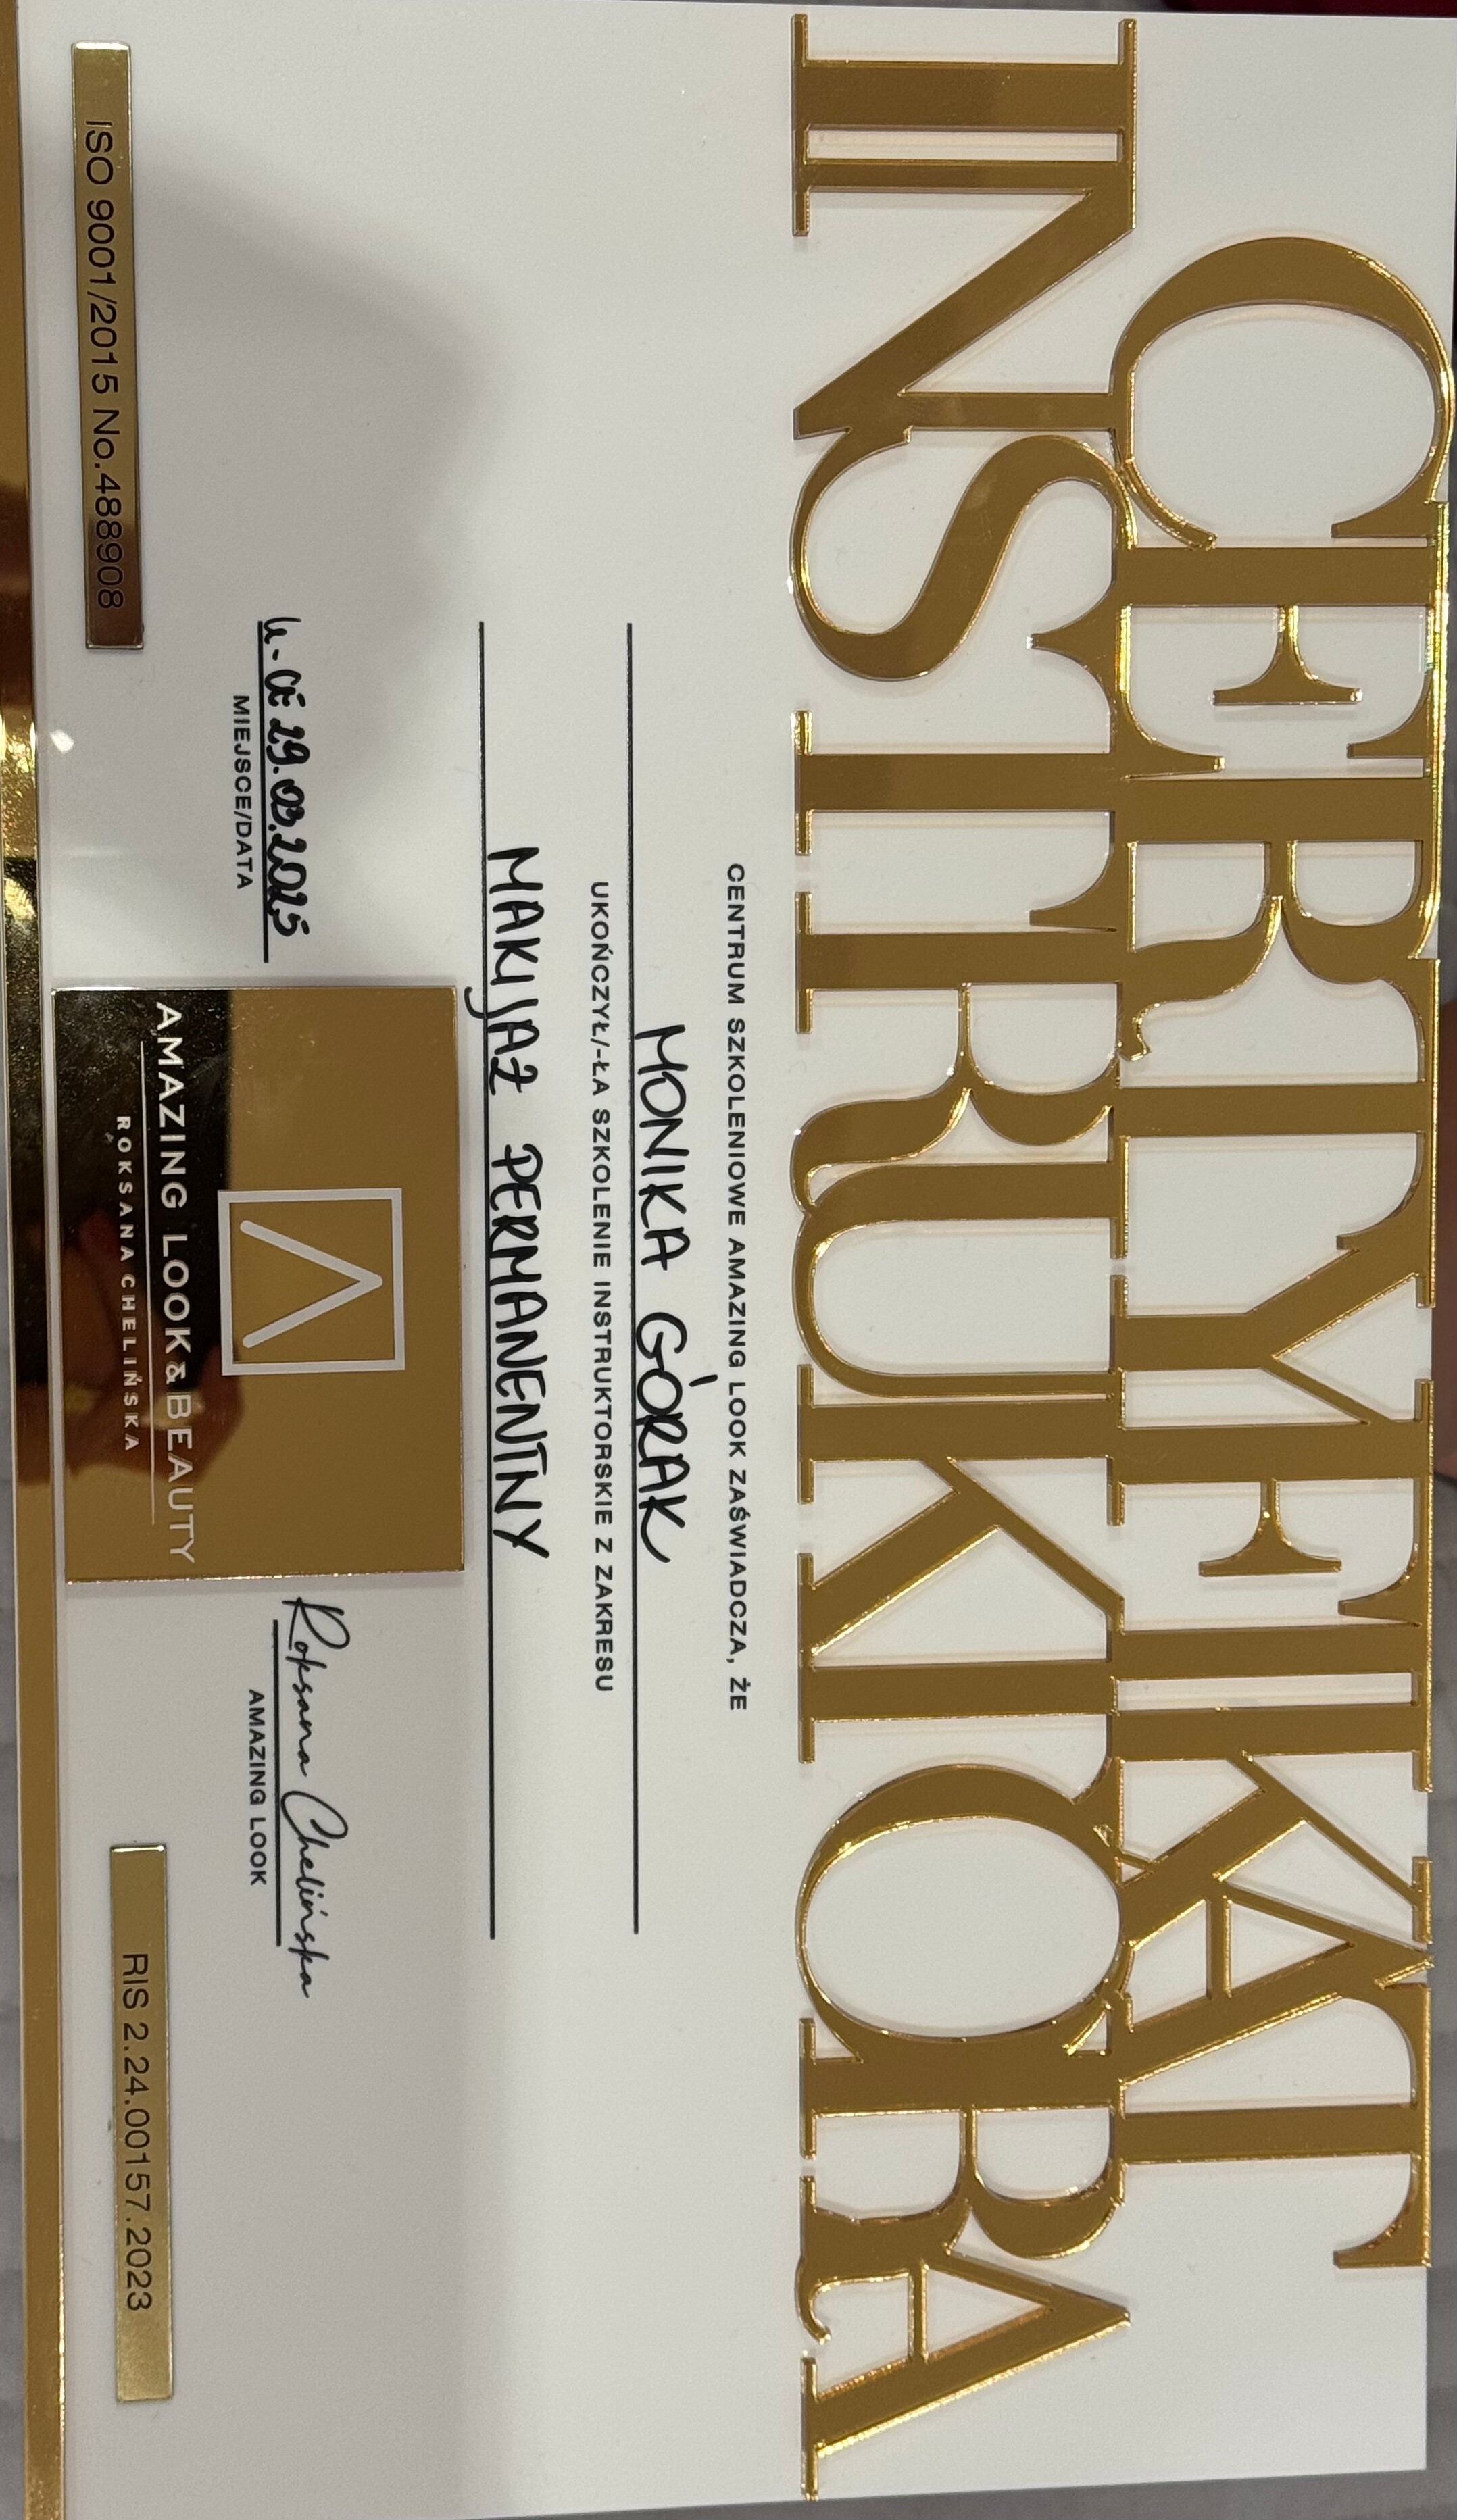 CERTYFIKAT
INSTRUKTORA
CENTRUM SZKOLENIOWE AMAZING LOOK ZAŚWIADCZA, ŻE
MONIKA GÓRAK
UKOŃCZYŁ/-ŁA SZKOLENIE INSTRUKTORSKIE Z ZAKRESU
MAKIJAŻ PERMANENTNY
29.03.2025
MIEJSCE/DATA
Roksana Chelińska
AMAZING LOOK
AMAZING LOOK & BEAUTY
ROKSANA CHELIŃSKA
ISO 9001/2015 No.488908
RIS 2.24.00157.2023